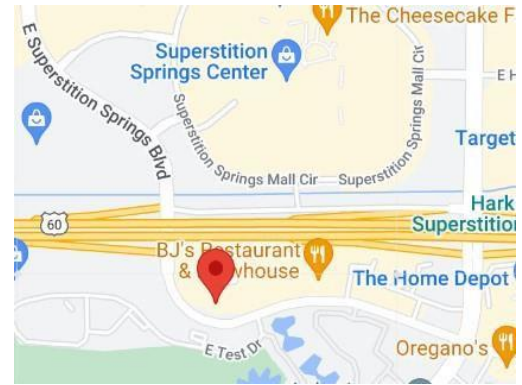 The Cheesecake F
Superstition
Springs Center
E Superstition Springs Blvd
Superstition Springs Mall Cir
Superstition Springs Mall Cir
E H
Target
Superstition Springs Mall Cir
60
Hark
Superstition
BJ's Restaurant
&
The Home Depot
E Test Dr
Oregano's